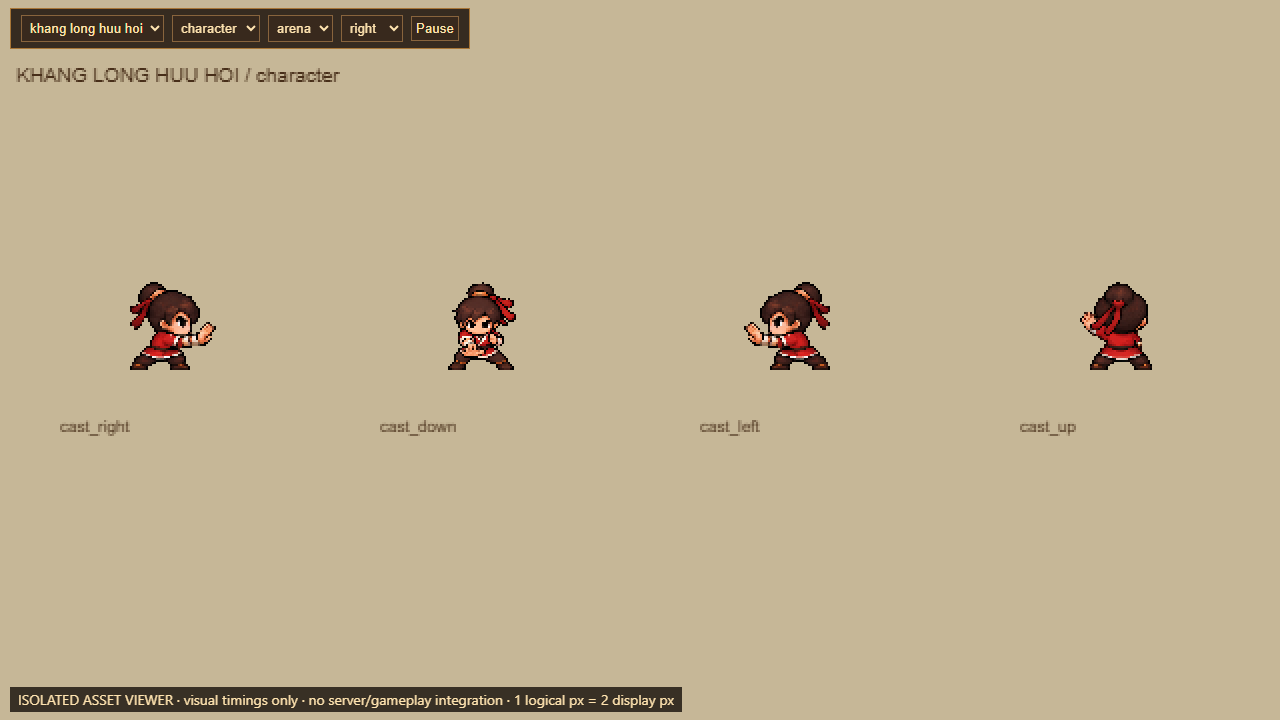 khang long huu hoi character arena right Pause
KHANG LONG HUU HOI / character
cast_right cast_down cast_left cast_up
ISOLATED ASSET VIEWER · visual timings only · no server/gameplay integration · 1 logical px = 2 display px